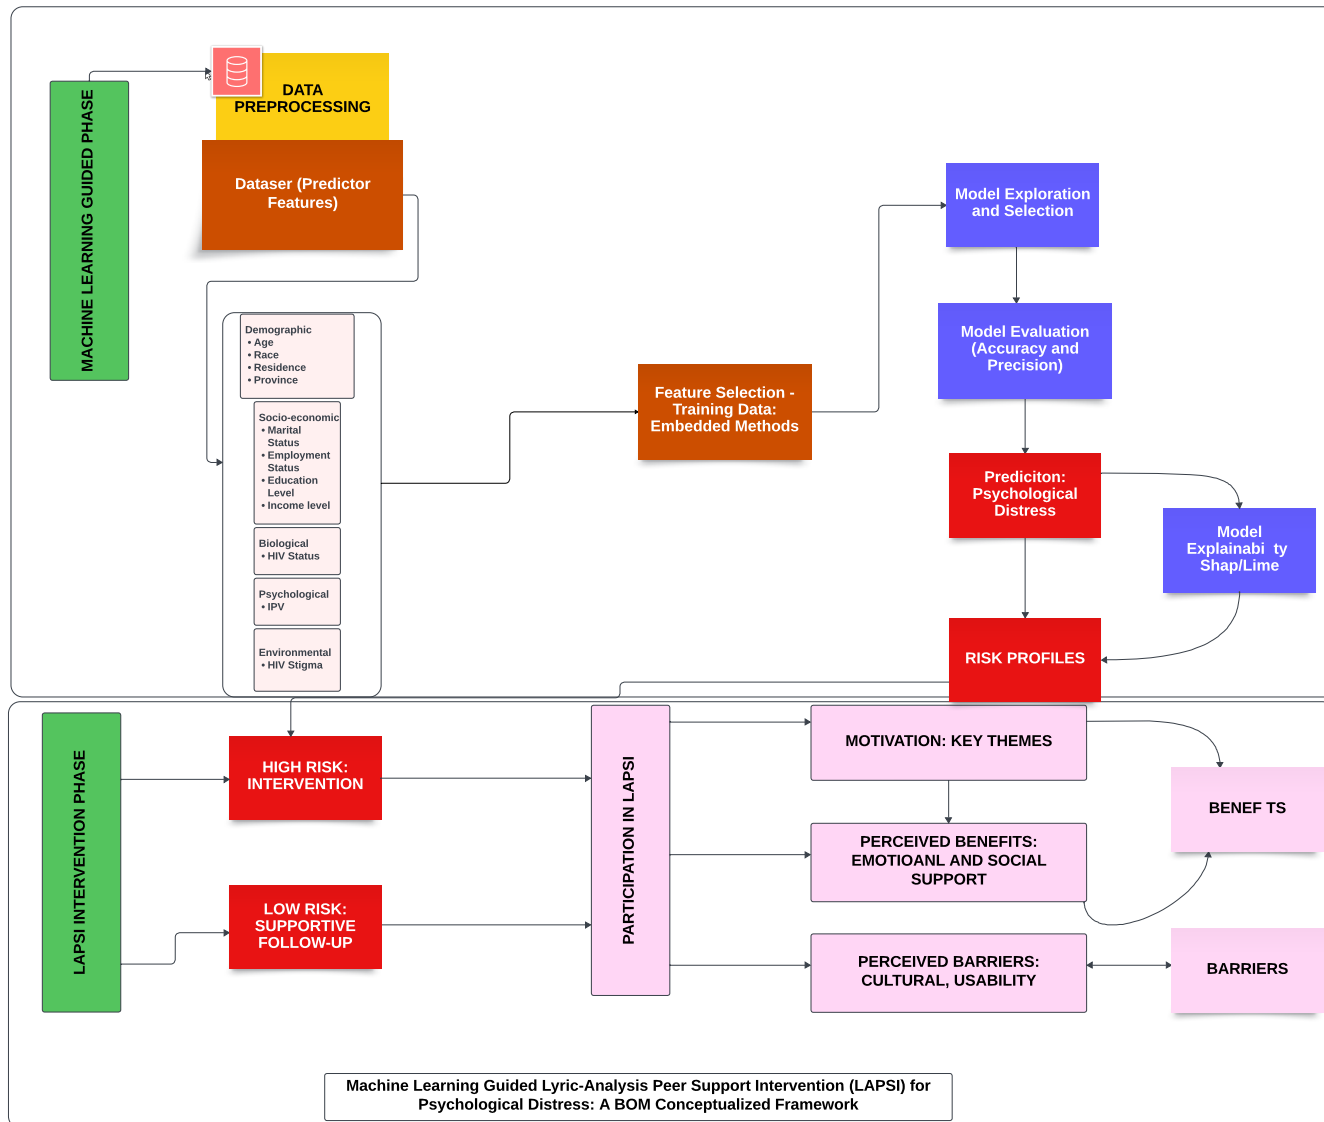 MACHINE LEARNING GUIDED PHASE
DATA
PREPROCESSING
Dataser (Predictor
Features)
Demographic
• Age
• Race
• Residence
• Province
Socio-economic
• Marital
Status
• Employment
Status
• Education
Level
• Income level
Biological
• HIV Status
Psychological
• IPV
Environmental
• HIV Stigma
Feature Selection -
Training Data:
Embedded Methods
Model Exploration
and Selection
Model Evaluation
(Accuracy and
Precision)
Prediciton:
Psychological
Distress
Model
Explainabi ty
Shap/Lime
RISK PROFILES
LAPSI INTERVENTION PHASE
HIGH RISK:
INTERVENTION
LOW RISK:
SUPPORTIVE
FOLLOW-UP
PARTICIPATION IN LAPSI
MOTIVATION: KEY THEMES
PERCEIVED BENEFITS:
EMOTIOANL AND SOCIAL
SUPPORT
PERCEIVED BARRIERS:
CULTURAL, USABILITY
BENEF TS
BARRIERS
Machine Learning Guided Lyric-Analysis Peer Support Intervention (LAPSI) for
Psychological Distress: A BOM Conceptualized Framework